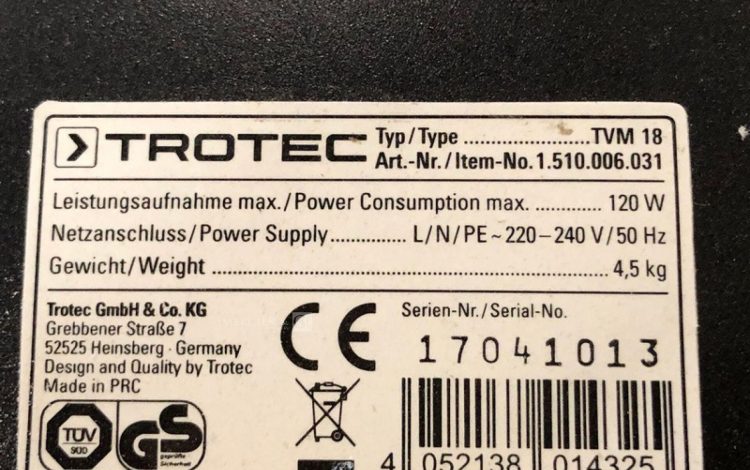 TROTEC
Typ/Type ........................ TVM 18
Art.-Nr./Item-No. 1.510.006.031
Leistungsaufnahme max./Power Consumption max. ............. 120 W
Netzanschluss/Power Supply............... L/N/PE ~ 220 – 240 V/50 Hz
Gewicht/Weight ........................................................................ 4,5 kg
Trotec GmbH & Co. KG
Grebbener Straße 7
52525 Heinsberg · Germany
Design and Quality by Trotec
Made in PRC
CE
Serien-Nr./Serial-No.
17041013
TÜV
SÜD
GS
geprüfte
Sicherheit
4 052138 014325